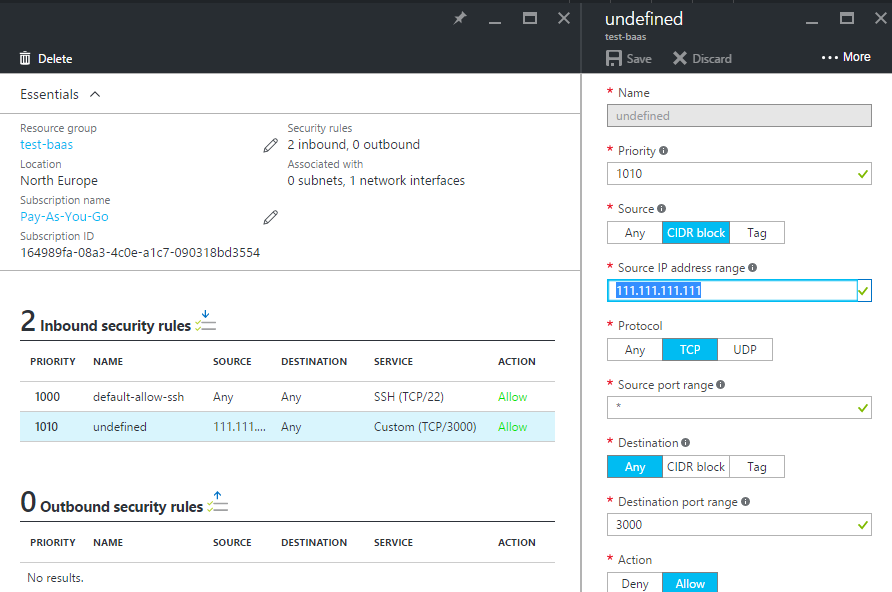 Delete
Essentials
Resource group
test-baas
Location
North Europe
Subscription name
Pay-As-You-Go
Subscription ID
164989fa-08a3-4c0e-a1c7-090318bd3554
Security rules
2 inbound, 0 outbound
Associated with
0 subnets, 1 network interfaces
2 Inbound security rules
PRIORITY NAME SOURCE DESTINATION SERVICE ACTION
1000 default-allow-ssh Any Any SSH (TCP/22) Allow
1010 undefined 111.111.... Any Custom (TCP/3000) Allow
0 Outbound security rules
PRIORITY NAME SOURCE DESTINATION SERVICE ACTION
No results.
undefined
test-baas
Save Discard ••• More
* Name
undefined
* Priority
1010
* Source
Any CIDR block Tag
* Source IP address range
111.111.111.111
* Protocol
Any TCP UDP
* Source port range
*
* Destination
Any CIDR block Tag
* Destination port range
3000
* Action
Deny Allow